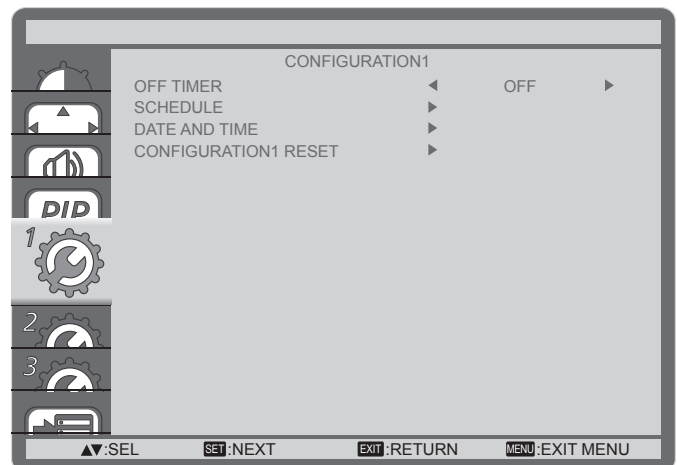 CONFIGURATION1
OFF TIMER ◀ OFF ▶
SCHEDULE ▶
DATE AND TIME ▶
CONFIGURATION1 RESET ▶
PIP
1
2
3
▲▼:SEL SET:NEXT EXIT:RETURN MENU:EXIT MENU